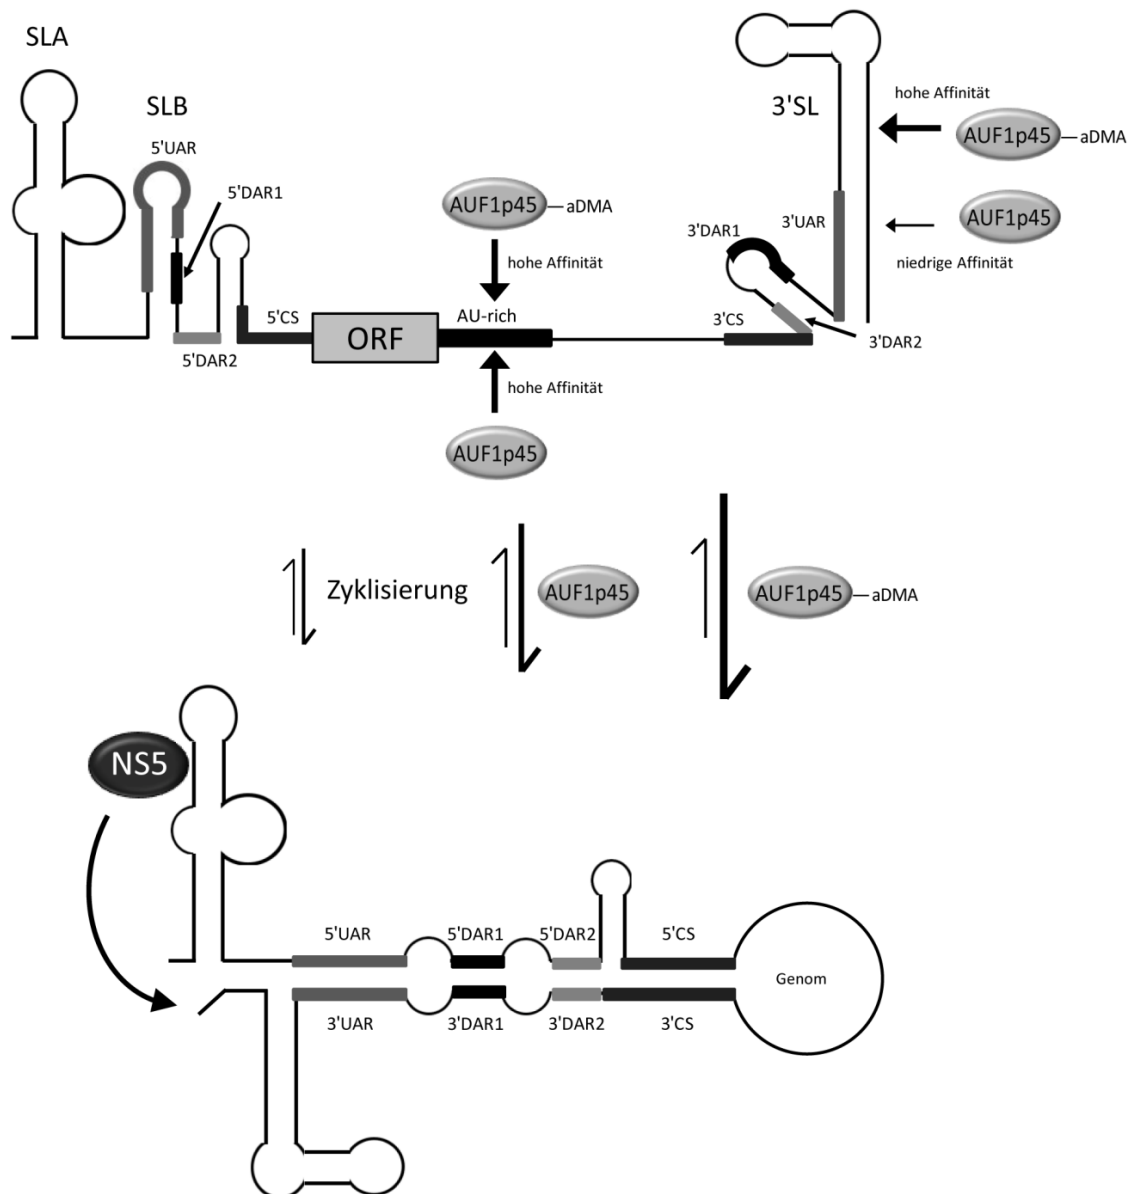 SLA
SLB
5'UAR
5'DAR1
5'DAR2
5'CS
ORF
AU-rich
AUF1p45—aDMA
hohe Affinität
hohe Affinität
AUF1p45
3'SL
hohe Affinität
AUF1p45—aDMA
AUF1p45
niedrige Affinität
3'UAR
3'DAR1
3'CS
3'DAR2
Zyklisierung
AUF1p45
AUF1p45—aDMA
NS5
5'UAR
5'DAR1
5'DAR2
5'CS
Genom
3'UAR
3'DAR1
3'DAR2
3'CS